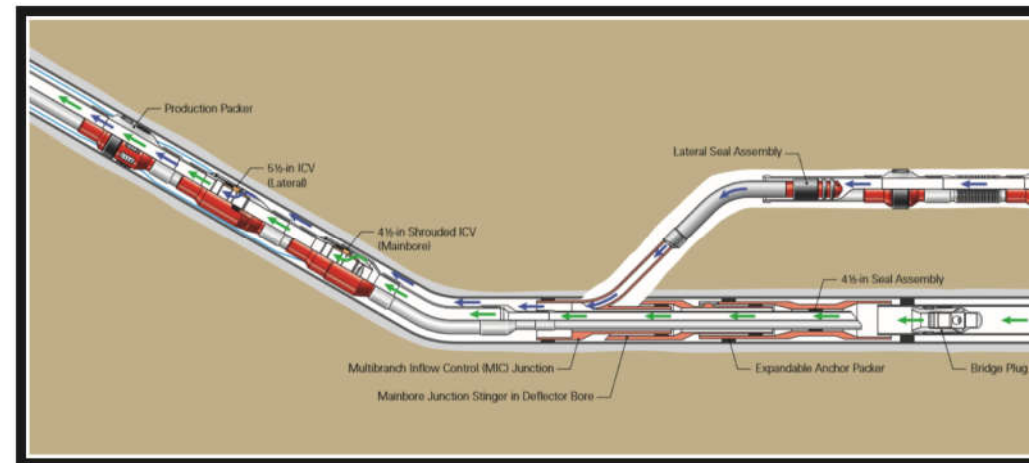 Production Packer
5½-in ICV
(Lateral)
4½-in Shrouded ICV
(Mainbore)
Lateral Seal Assembly
4½-in Seal Assembly
Multibranch Inflow Control (MIC) Junction
Expandable Anchor Packer
Bridge Plug
Mainbore Junction Stinger in Deflector Bore